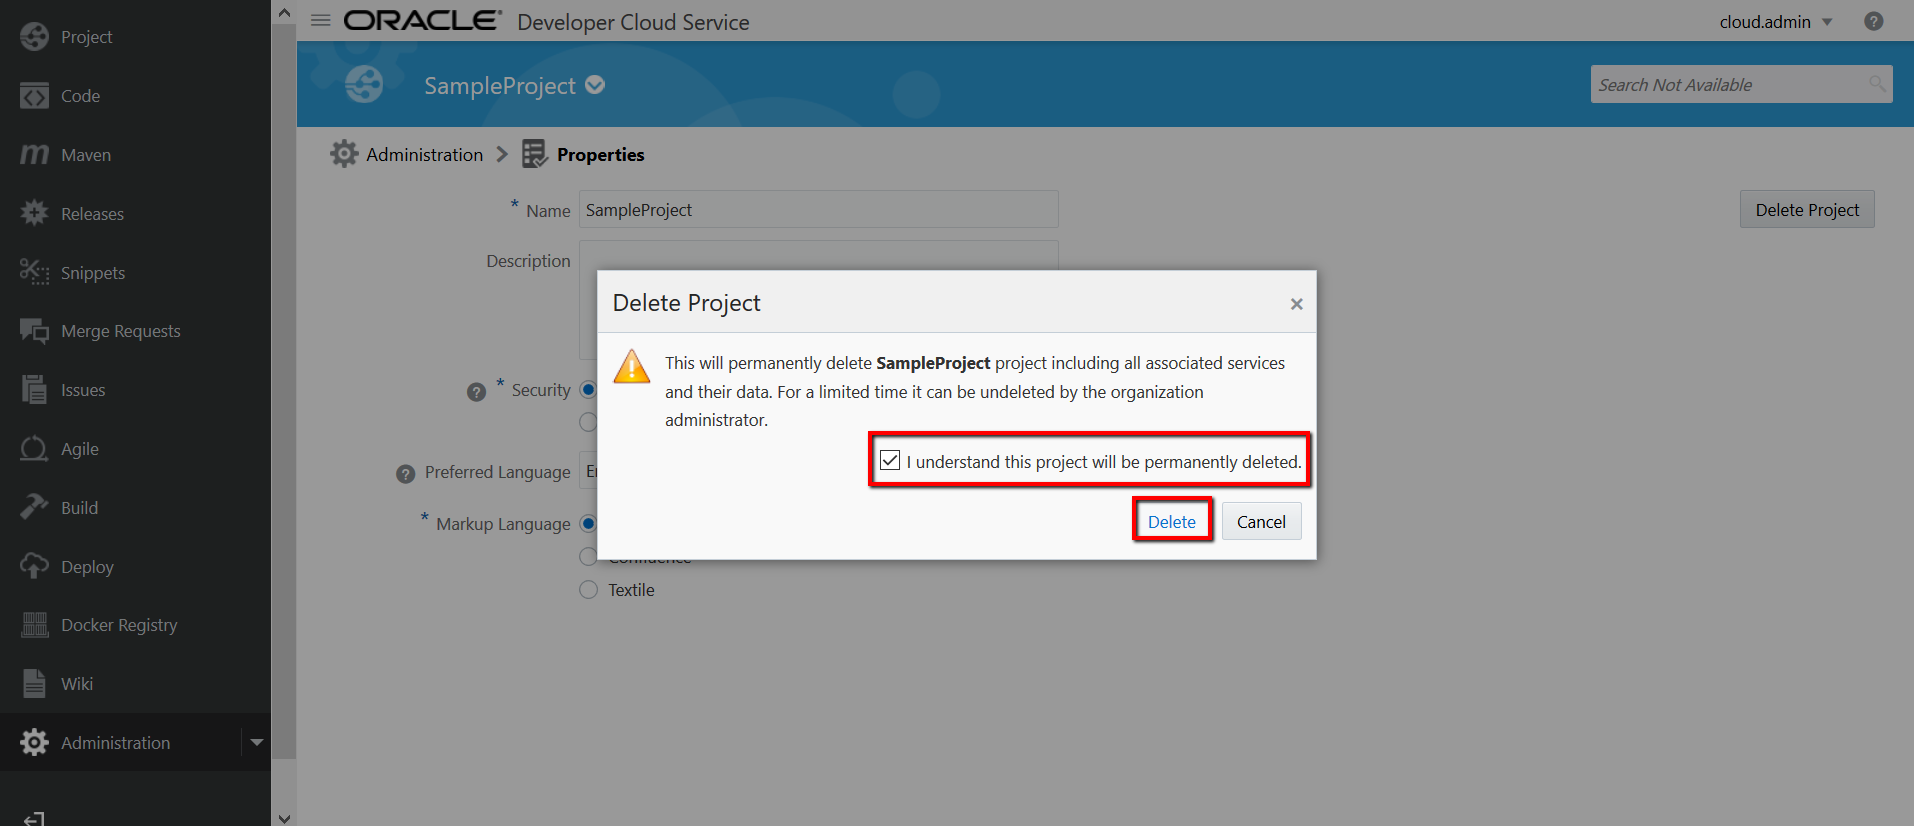 Project
Code
Maven
Releases
Snippets
Merge Requests
Issues
Agile
Build
Deploy
Docker Registry
Wiki
Administration
ORACLE® Developer Cloud Service
cloud.admin
SampleProject
Search Not Available
Administration Properties
* Name SampleProject
Delete Project
Description
* Security
Preferred Language
* Markup Language
Textile
Delete Project
This will permanently delete SampleProject project including all associated services
and their data. For a limited time it can be undeleted by the organization
administrator.
I understand this project will be permanently deleted.
Delete Cancel